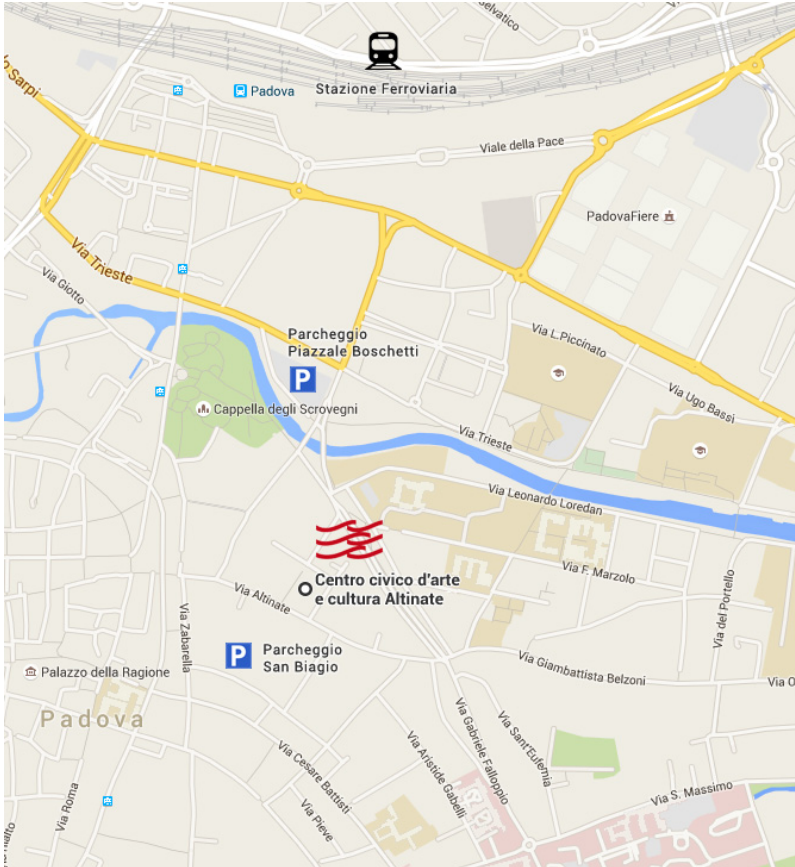 elvatico
o Sarpi
Padova
Stazione Ferroviaria
Viale della Pace
PadovaFiere
Via Trieste
Via Giotto
Parcheggio
Piazzale Boschetti
P
Via L.Piccinato
Via Ugo Bassi
Cappella degli Scrovegni
Via Trieste
Via Leonardo Loredan
Via F. Marzolo
Centro civico d'arte
e cultura Altinate
Via Altinate
Via Zabarella
Via del Portello
P
Parcheggio
San Biagio
Via Giambattista Belzoni
Via O
Palazzo della Ragione
Padova
Via Cesare Battisti
Via Pieve
Via Aristide Gabelli
Via Gabriele Falloppio
Via Sant'Eufemia
Via S. Massimo
Via Roma